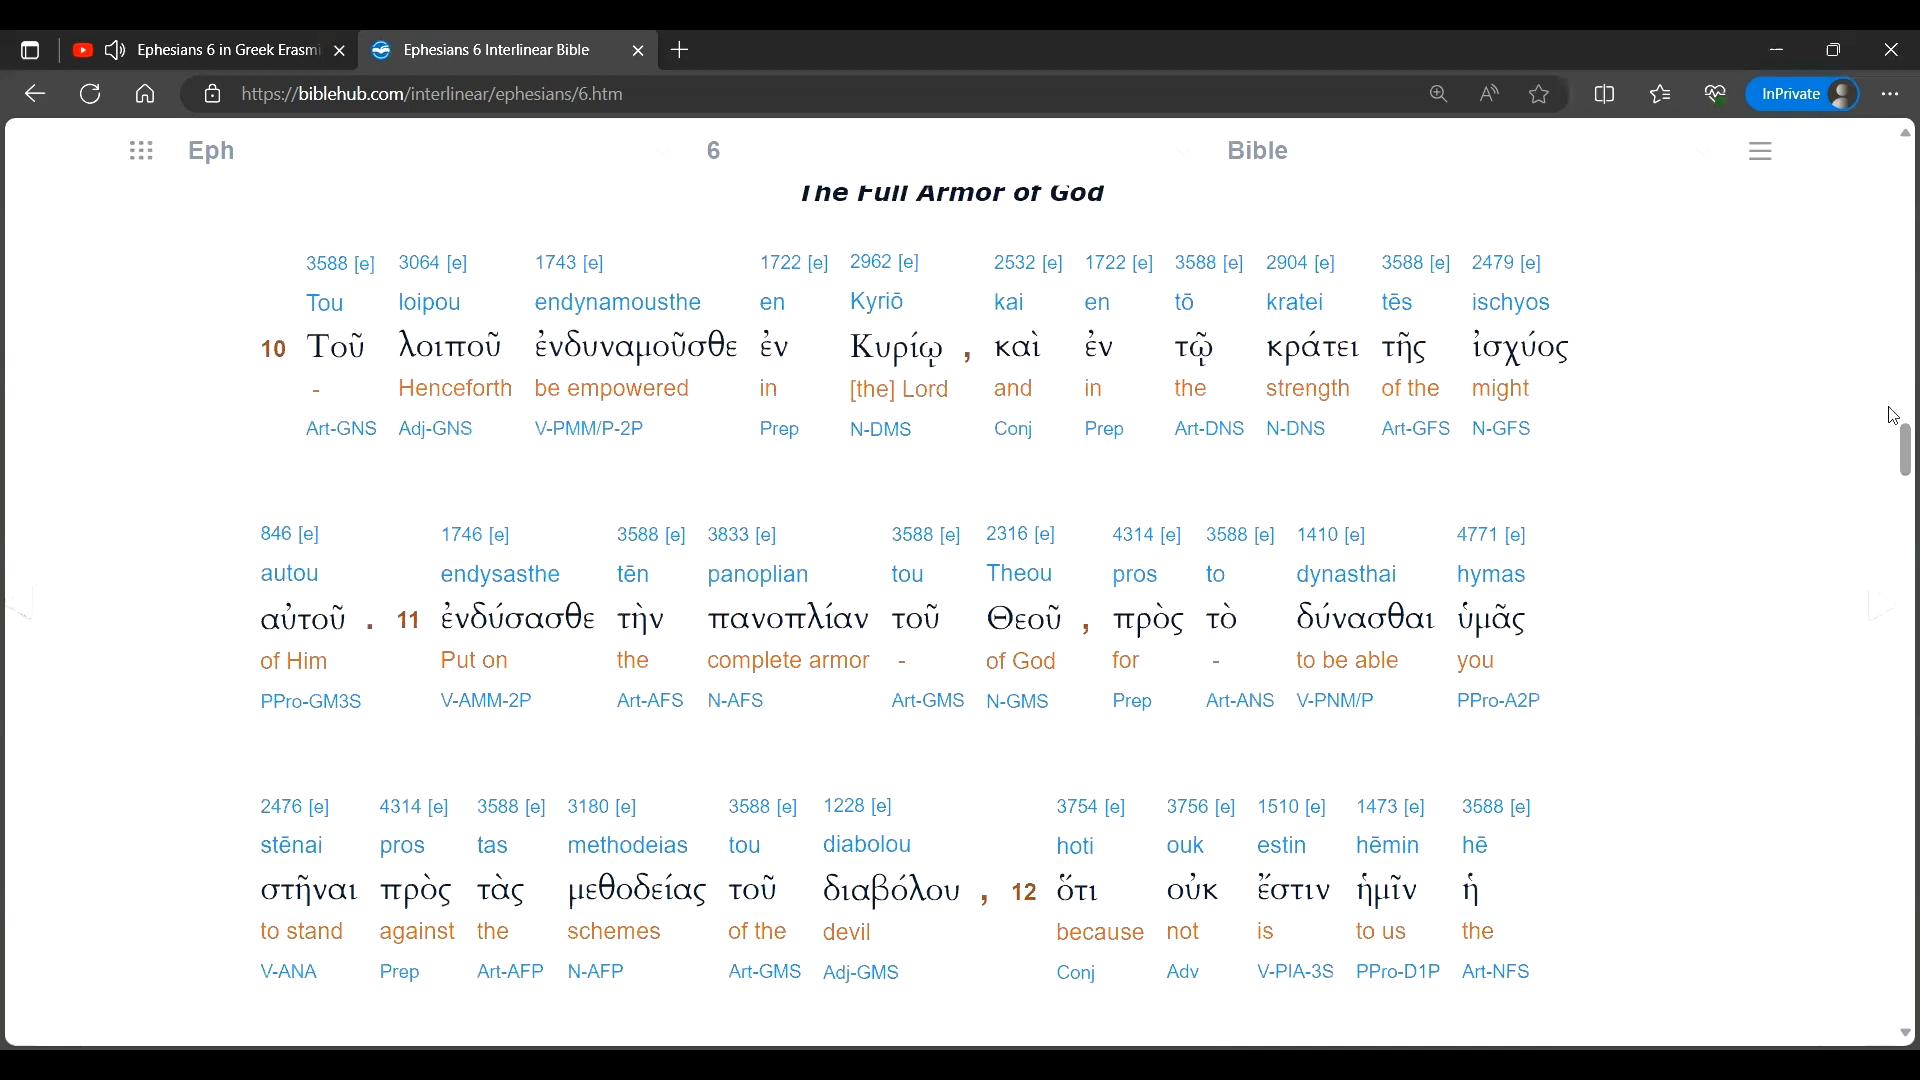 Ephesians 6 in Greek Erasmi
Ephesians 6 Interlinear Bible
https://biblehub.com/interlinear/ephesians/6.htm
InPrivate
Eph 6 Bible
The Full Armor of God
3588 [e] 3064 [e] 1743 [e] 1722 [e] 2962 [e] 2532 [e] 1722 [e] 3588 [e] 2904 [e] 3588 [e] 2479 [e]
Tou loipou endynamousthe en Kyriō kai en tō kratei tēs ischyos
10 Τοῦ λοιποῦ ἐνδυναμοῦσθε ἐν Κυρίῳ , καὶ ἐν τῷ κράτει τῆς ἰσχύος
- Henceforth be empowered in [the] Lord and in the strength of the might
Art-GNS Adj-GNS V-PMM/P-2P Prep N-DMS Conj Prep Art-DNS N-DNS Art-GFS N-GFS
846 [e] 1746 [e] 3588 [e] 3833 [e] 3588 [e] 2316 [e] 4314 [e] 3588 [e] 1410 [e] 4771 [e]
autou endysasthe tēn panoplian tou Theou pros to dynasthai hymas
αὐτοῦ . 11 ἐνδύσασθε τὴν πανοπλίαν τοῦ Θεοῦ , πρὸς τὸ δύνασθαι ὑμᾶς
of Him Put on the complete armor - of God for - to be able you
PPro-GM3S V-AMM-2P Art-AFS N-AFS Art-GMS N-GMS Prep Art-ANS V-PNM/P PPro-A2P
2476 [e] 4314 [e] 3588 [e] 3180 [e] 3588 [e] 1228 [e] 3754 [e] 3756 [e] 1510 [e] 1473 [e] 3588 [e]
stēnai pros tas methodeias tou diabolou hoti ouk estin hēmin hē
στῆναι πρὸς τὰς μεθοδείας τοῦ διαβόλου , 12 ὅτι οὐκ ἔστιν ἡμῖν ἡ
to stand against the schemes of the devil because not is to us the
V-ANA Prep Art-AFP N-AFP Art-GMS Adj-GMS Conj Adv V-PIA-3S PPro-D1P Art-NFS